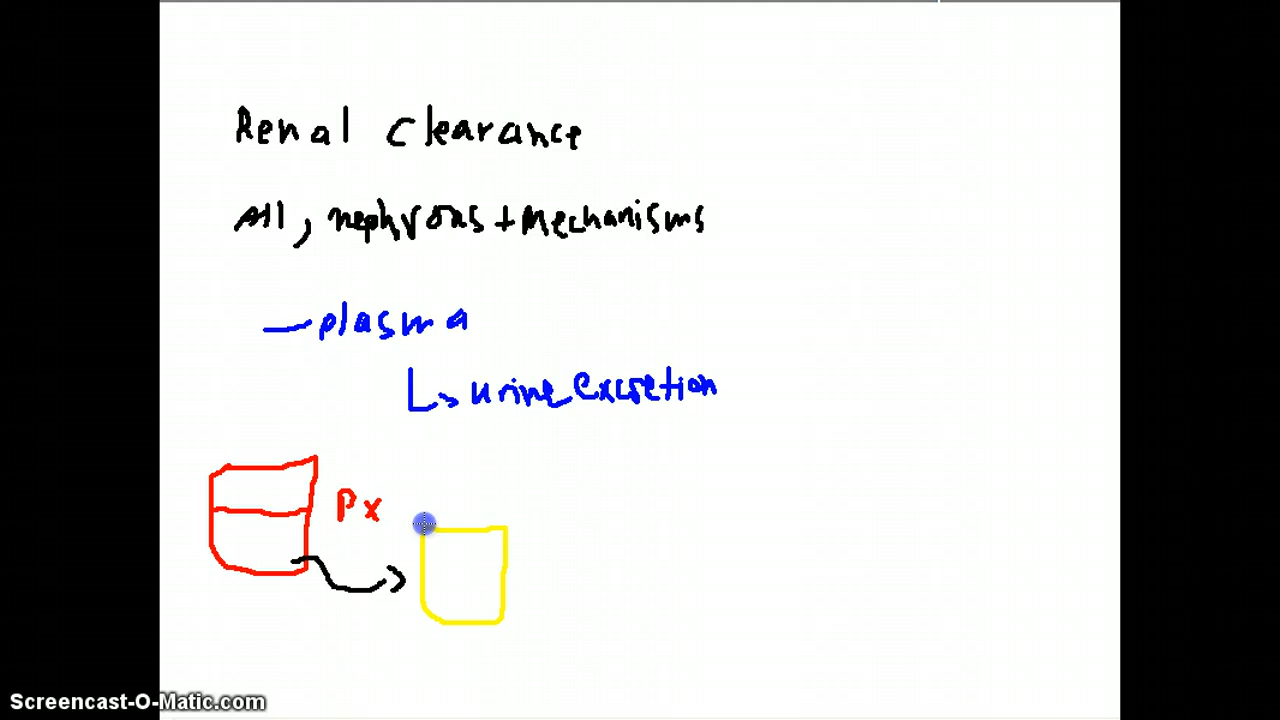 Renal Clearance
All, nephrons + Mechanisms
- plasma
urine excretion
Px
Screencast-O-Matic.com